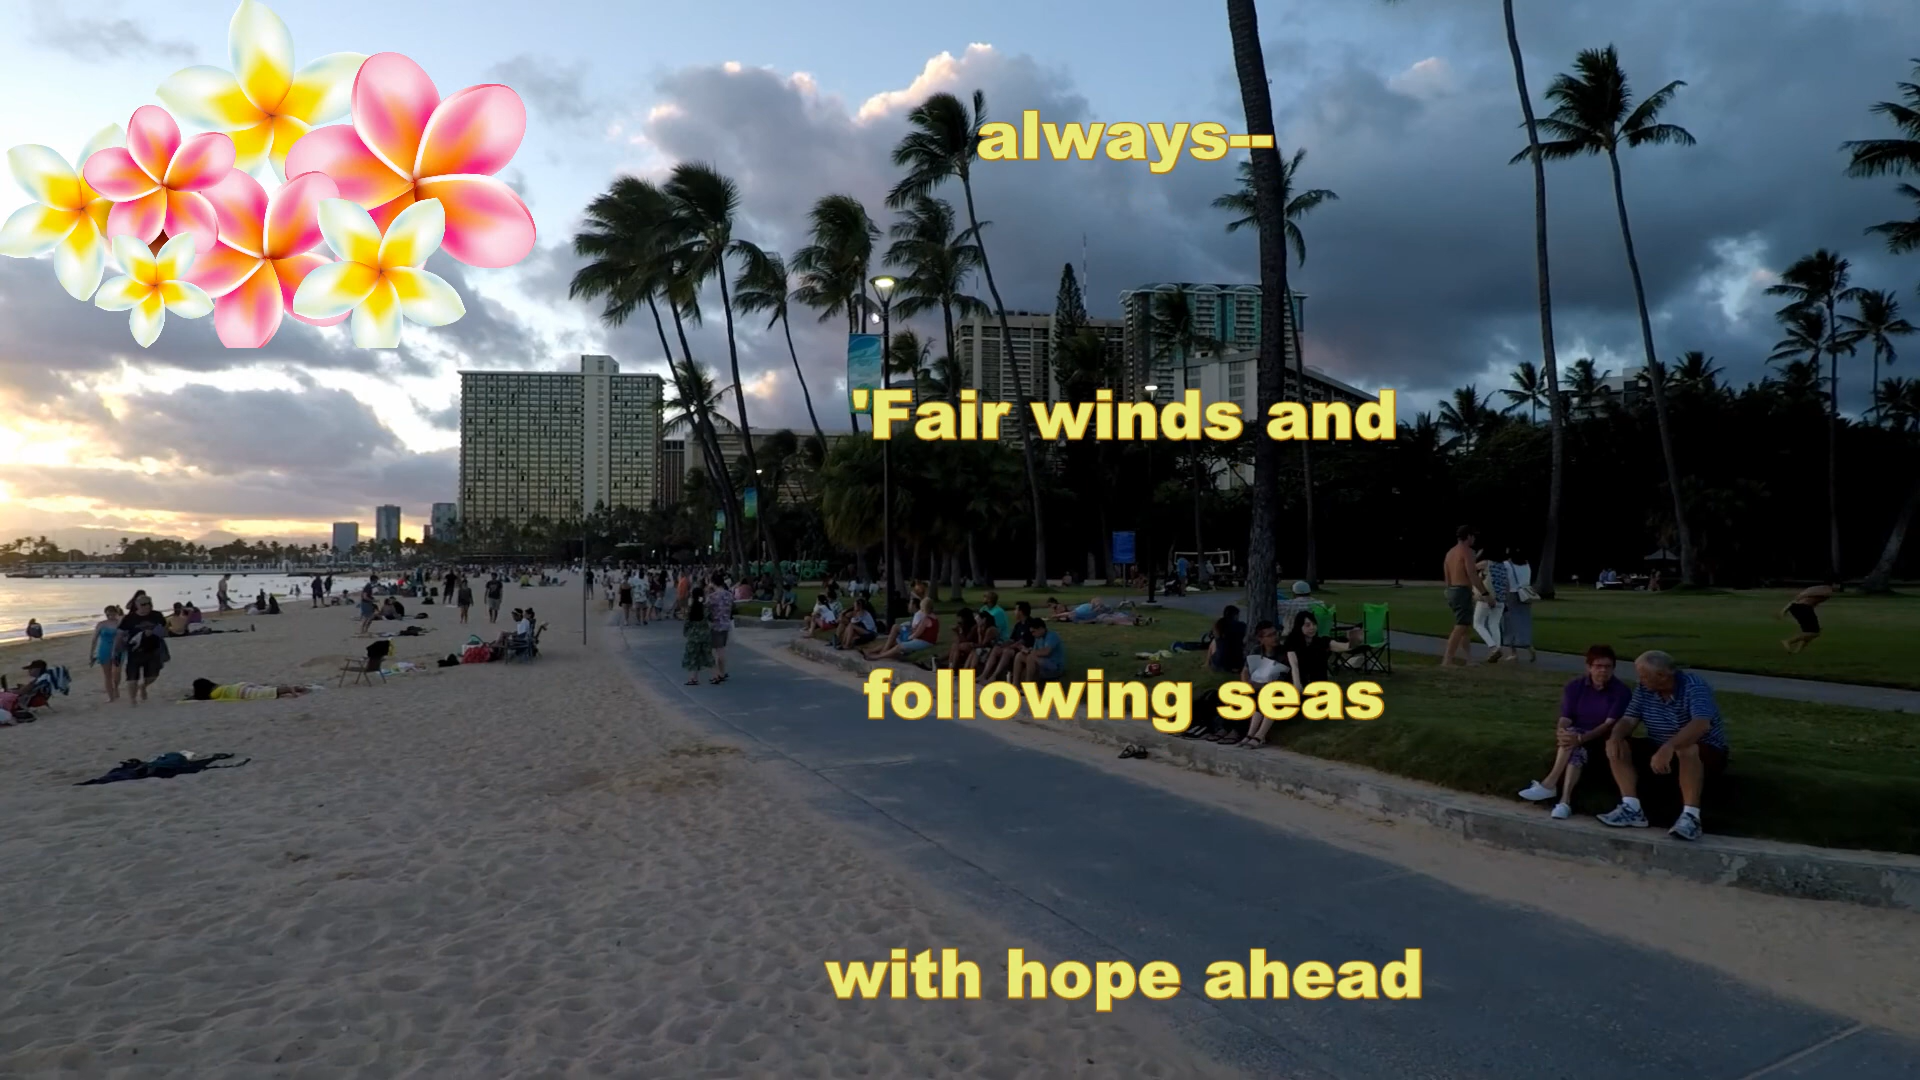 always--
'Fair winds and
following seas
with hope ahead